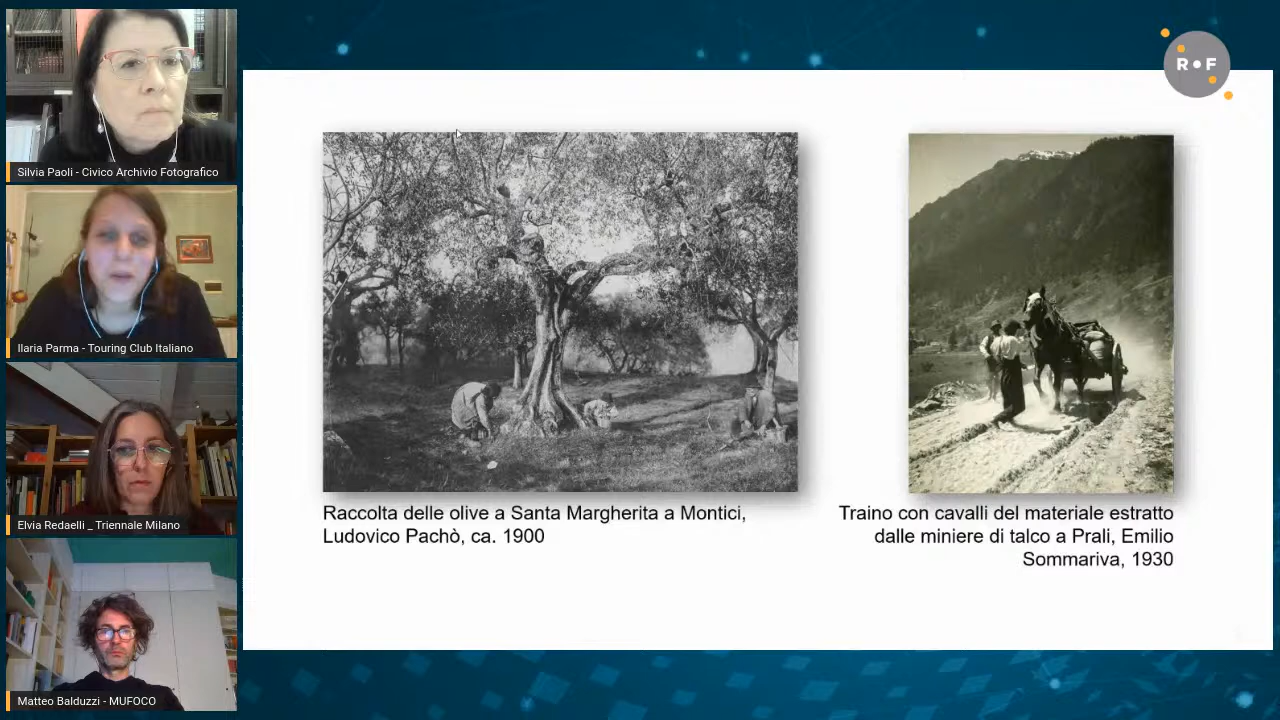 Silvia Paoli - Civico Archivio Fotografico
Ilaria Parma - Touring Club Italiano
Elvia Redaelli _ Triennale Milano
Matteo Balduzzi - MUFOCO
R•F
Raccolta delle olive a Santa Margherita a Montici,
Ludovico Pachò, ca. 1900
Traino con cavalli del materiale estratto
dalle miniere di talco a Prali, Emilio
Sommariva, 1930